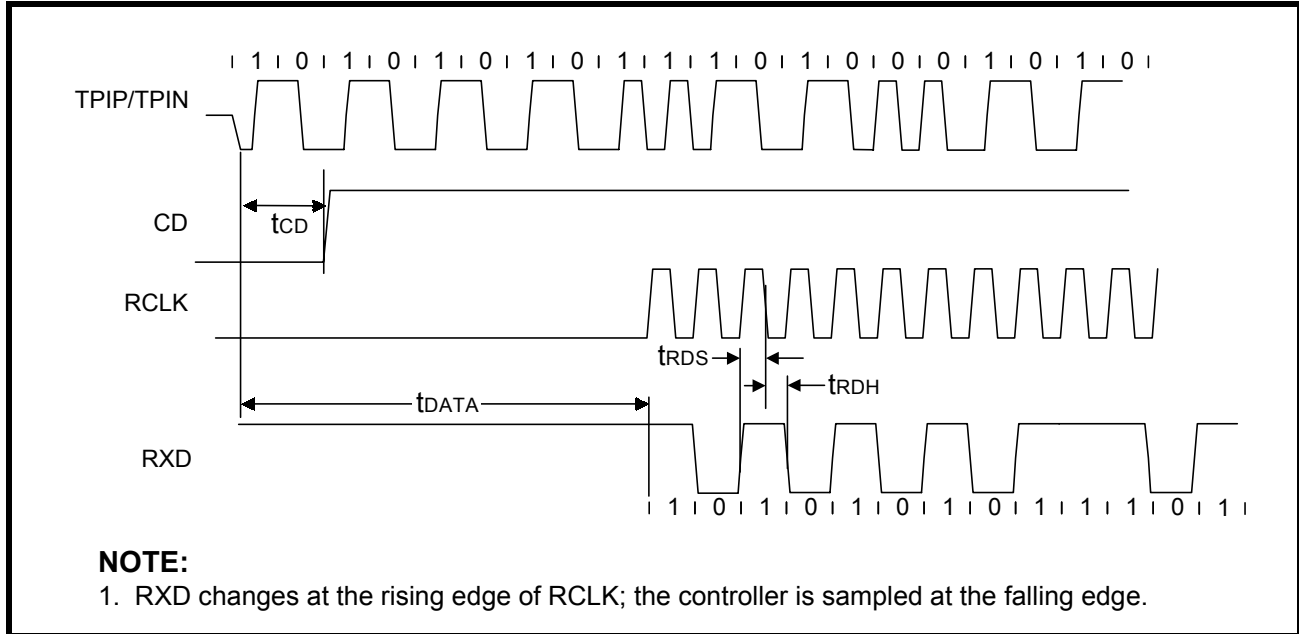 1 0 1 0 1 0 1 0 1 1 1 0 1 0 0 0 1 0 1 0
TPIP/TPIN
CD
tCD
RCLK
tRDS
tRDH
tDATA
RXD
1 0 1 0 1 0 1 0 1 1 1 0 1
NOTE:
1. RXD changes at the rising edge of RCLK; the controller is sampled at the falling edge.